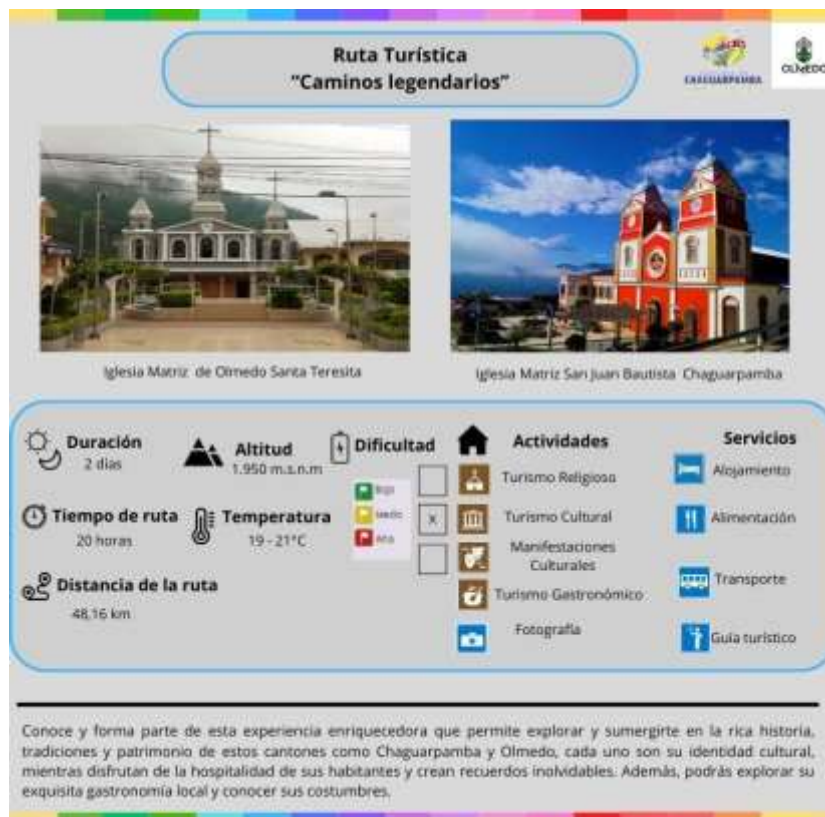 Ruta Turística
"Caminos legendarios"
CHAGUARPAMBA
OLMEDO
Iglesia Matriz de Olmedo Santa Teresita
Iglesia Matriz San Juan Bautista Chaguarpamba
Duración
2 días
Altitud
1.950 m.s.n.m
Dificultad
Bajo
Medio
Alto
X
Tiempo de ruta
20 horas
Temperatura
19 - 21°C
Distancia de la ruta
48,16 km
Actividades
Turismo Religioso
Turismo Cultural
Manifestaciones
Culturales
Turismo Gastronómico
Fotografía
Servicios
Alojamiento
Alimentación
Transporte
Guía turístico
Conoce y forma parte de esta experiencia enriquecedora que permite explorar y sumergirte en la rica historia,
tradiciones y patrimonio de estos cantones como Chaguarpamba y Olmedo, cada uno son su identidad cultural,
mientras disfrutan de la hospitalidad de sus habitantes y crean recuerdos inolvidables. Además, podrás explorar su
exquisita gastronomía local y conocer sus costumbres.